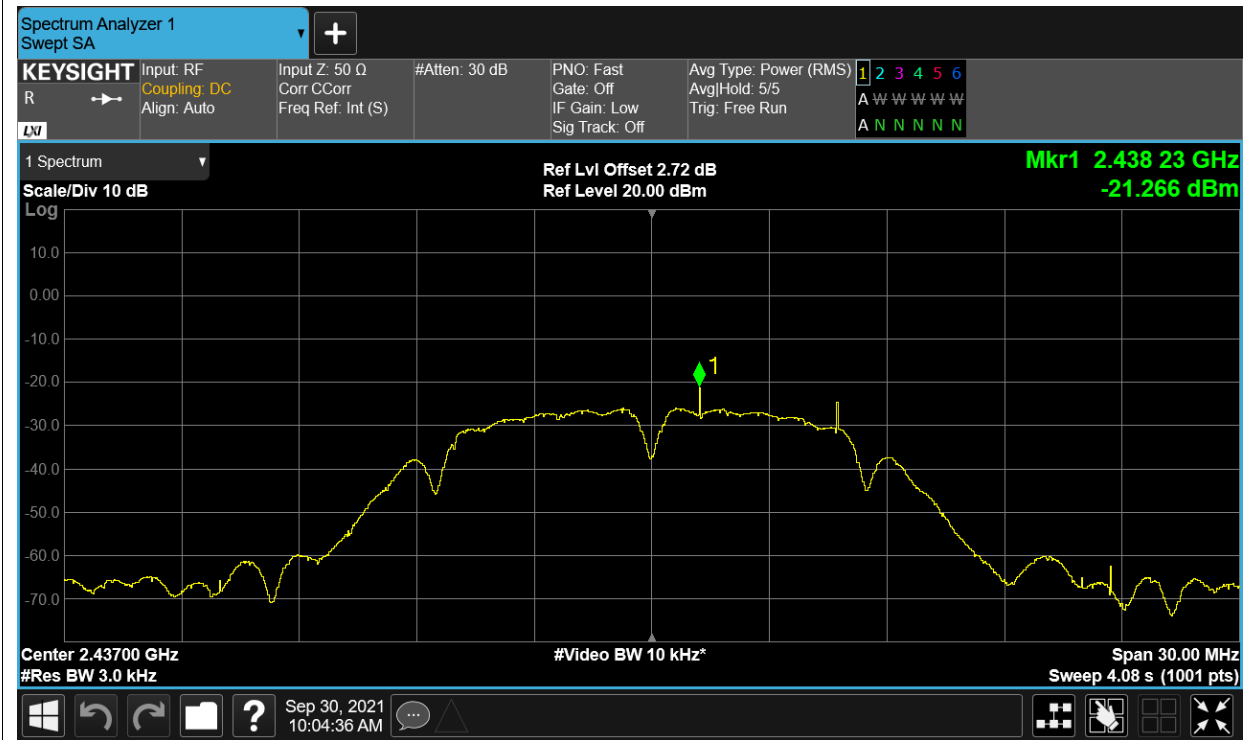 Spectrum Analyzer 1
Swept SA
KEYSIGHT
R
LXI
Input: RF
Coupling: DC
Align: Auto
Input Z: 50 Ω
Corr CCorr
Freq Ref: Int (S)
#Atten: 30 dB
PNO: Fast
Gate: Off
IF Gain: Low
Sig Track: Off
Avg Type: Power (RMS)
Avg|Hold: 5/5
Trig: Free Run
1 2 3 4 5 6
A W W W W W
A N N N N N
1 Spectrum
Scale/Div 10 dB
Log
Ref Lvl Offset 2.72 dB
Ref Level 20.00 dBm
Mkr1 2.438 23 GHz
-21.266 dBm
10.0
0.00
-10.0
1
-20.0
-30.0
-40.0
-50.0
-60.0
-70.0
Center 2.43700 GHz
#Res BW 3.0 kHz
#Video BW 10 kHz*
Span 30.00 MHz
Sweep 4.08 s (1001 pts)
?
Sep 30, 2021
10:04:36 AM